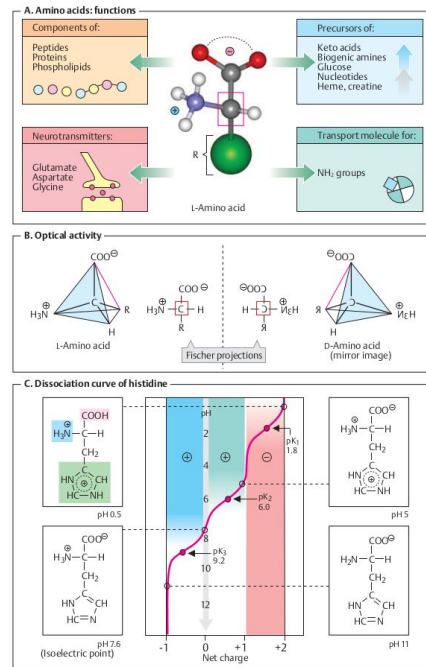 A. Amino acids: functions
Components of:
Peptides
Proteins
Phospholipids
Precursors of:
Keto acids
Biogenic amines
Glucose
Nucleotides
Heme, creatine
Neurotransmitters:
Glutamate
Aspartate
Glycine
R
L-Amino acid
Transport molecule for:
NH₂ groups
B. Optical activity
COO⊖
C
H₃N⊕
R
H
L-Amino acid
COO⊖
H₃N⊕ C H
R
Fischer projections
COO⊖
H C NH₃⊕
R
COO⊖
C
R
H
NH₃⊕
D-Amino acid
(mirror image)
C. Dissociation curve of histidine
COOH
H₃N⊕–C–H
CH₂
C
HN CH
HC NH
⊕
pH 0.5
COO⊖
H₃N⊕–C–H
CH₂
C
HN CH
HC N
pH 7.6
(Isoelectric point)
pH
2
4
6
8
10
12
⊕ ⊕ ⊖
pK₁
1.8
pK₂
6.0
pK₃
9.2
-1 0 +1 +2
Net charge
COO⊖
H₃N⊕–C–H
CH₂
C
HN CH
HC NH
⊕
pH 5
COO⊖
H₂N–C–H
CH₂
C
HN CH
HC N
pH 11